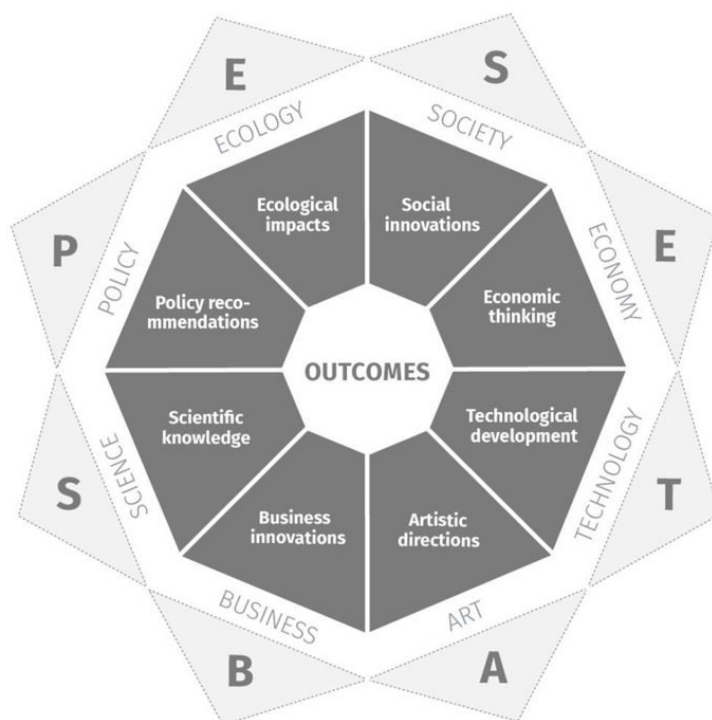 E
S
ECOLOGY
SOCIETY
Ecological
impacts
Social
innovations
P
E
POLICY
ECONOMY
Policy reco-
mmendations
Economic
thinking
OUTCOMES
Scientific
knowledge
Technological
development
S
T
SCIENCE
TECHNOLOGY
Business
innovations
Artistic
directions
BUSINESS
ART
B
A